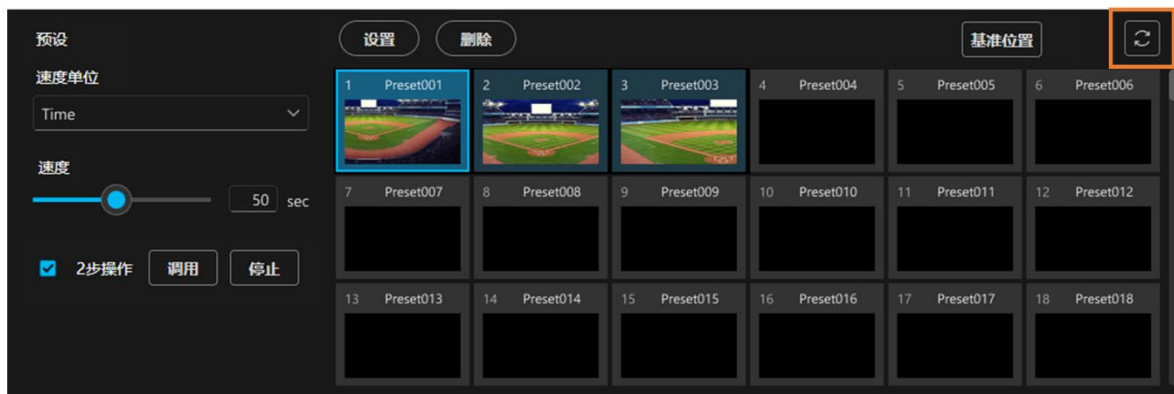 预设
设置
删除
基准位置
速度单位
Time
速度
50 sec
2步操作
调用
停止
1 Preset001
2 Preset002
3 Preset003
4 Preset004
5 Preset005
6 Preset006
7 Preset007
8 Preset008
9 Preset009
10 Preset010
11 Preset011
12 Preset012
13 Preset013
14 Preset014
15 Preset015
16 Preset016
17 Preset017
18 Preset018